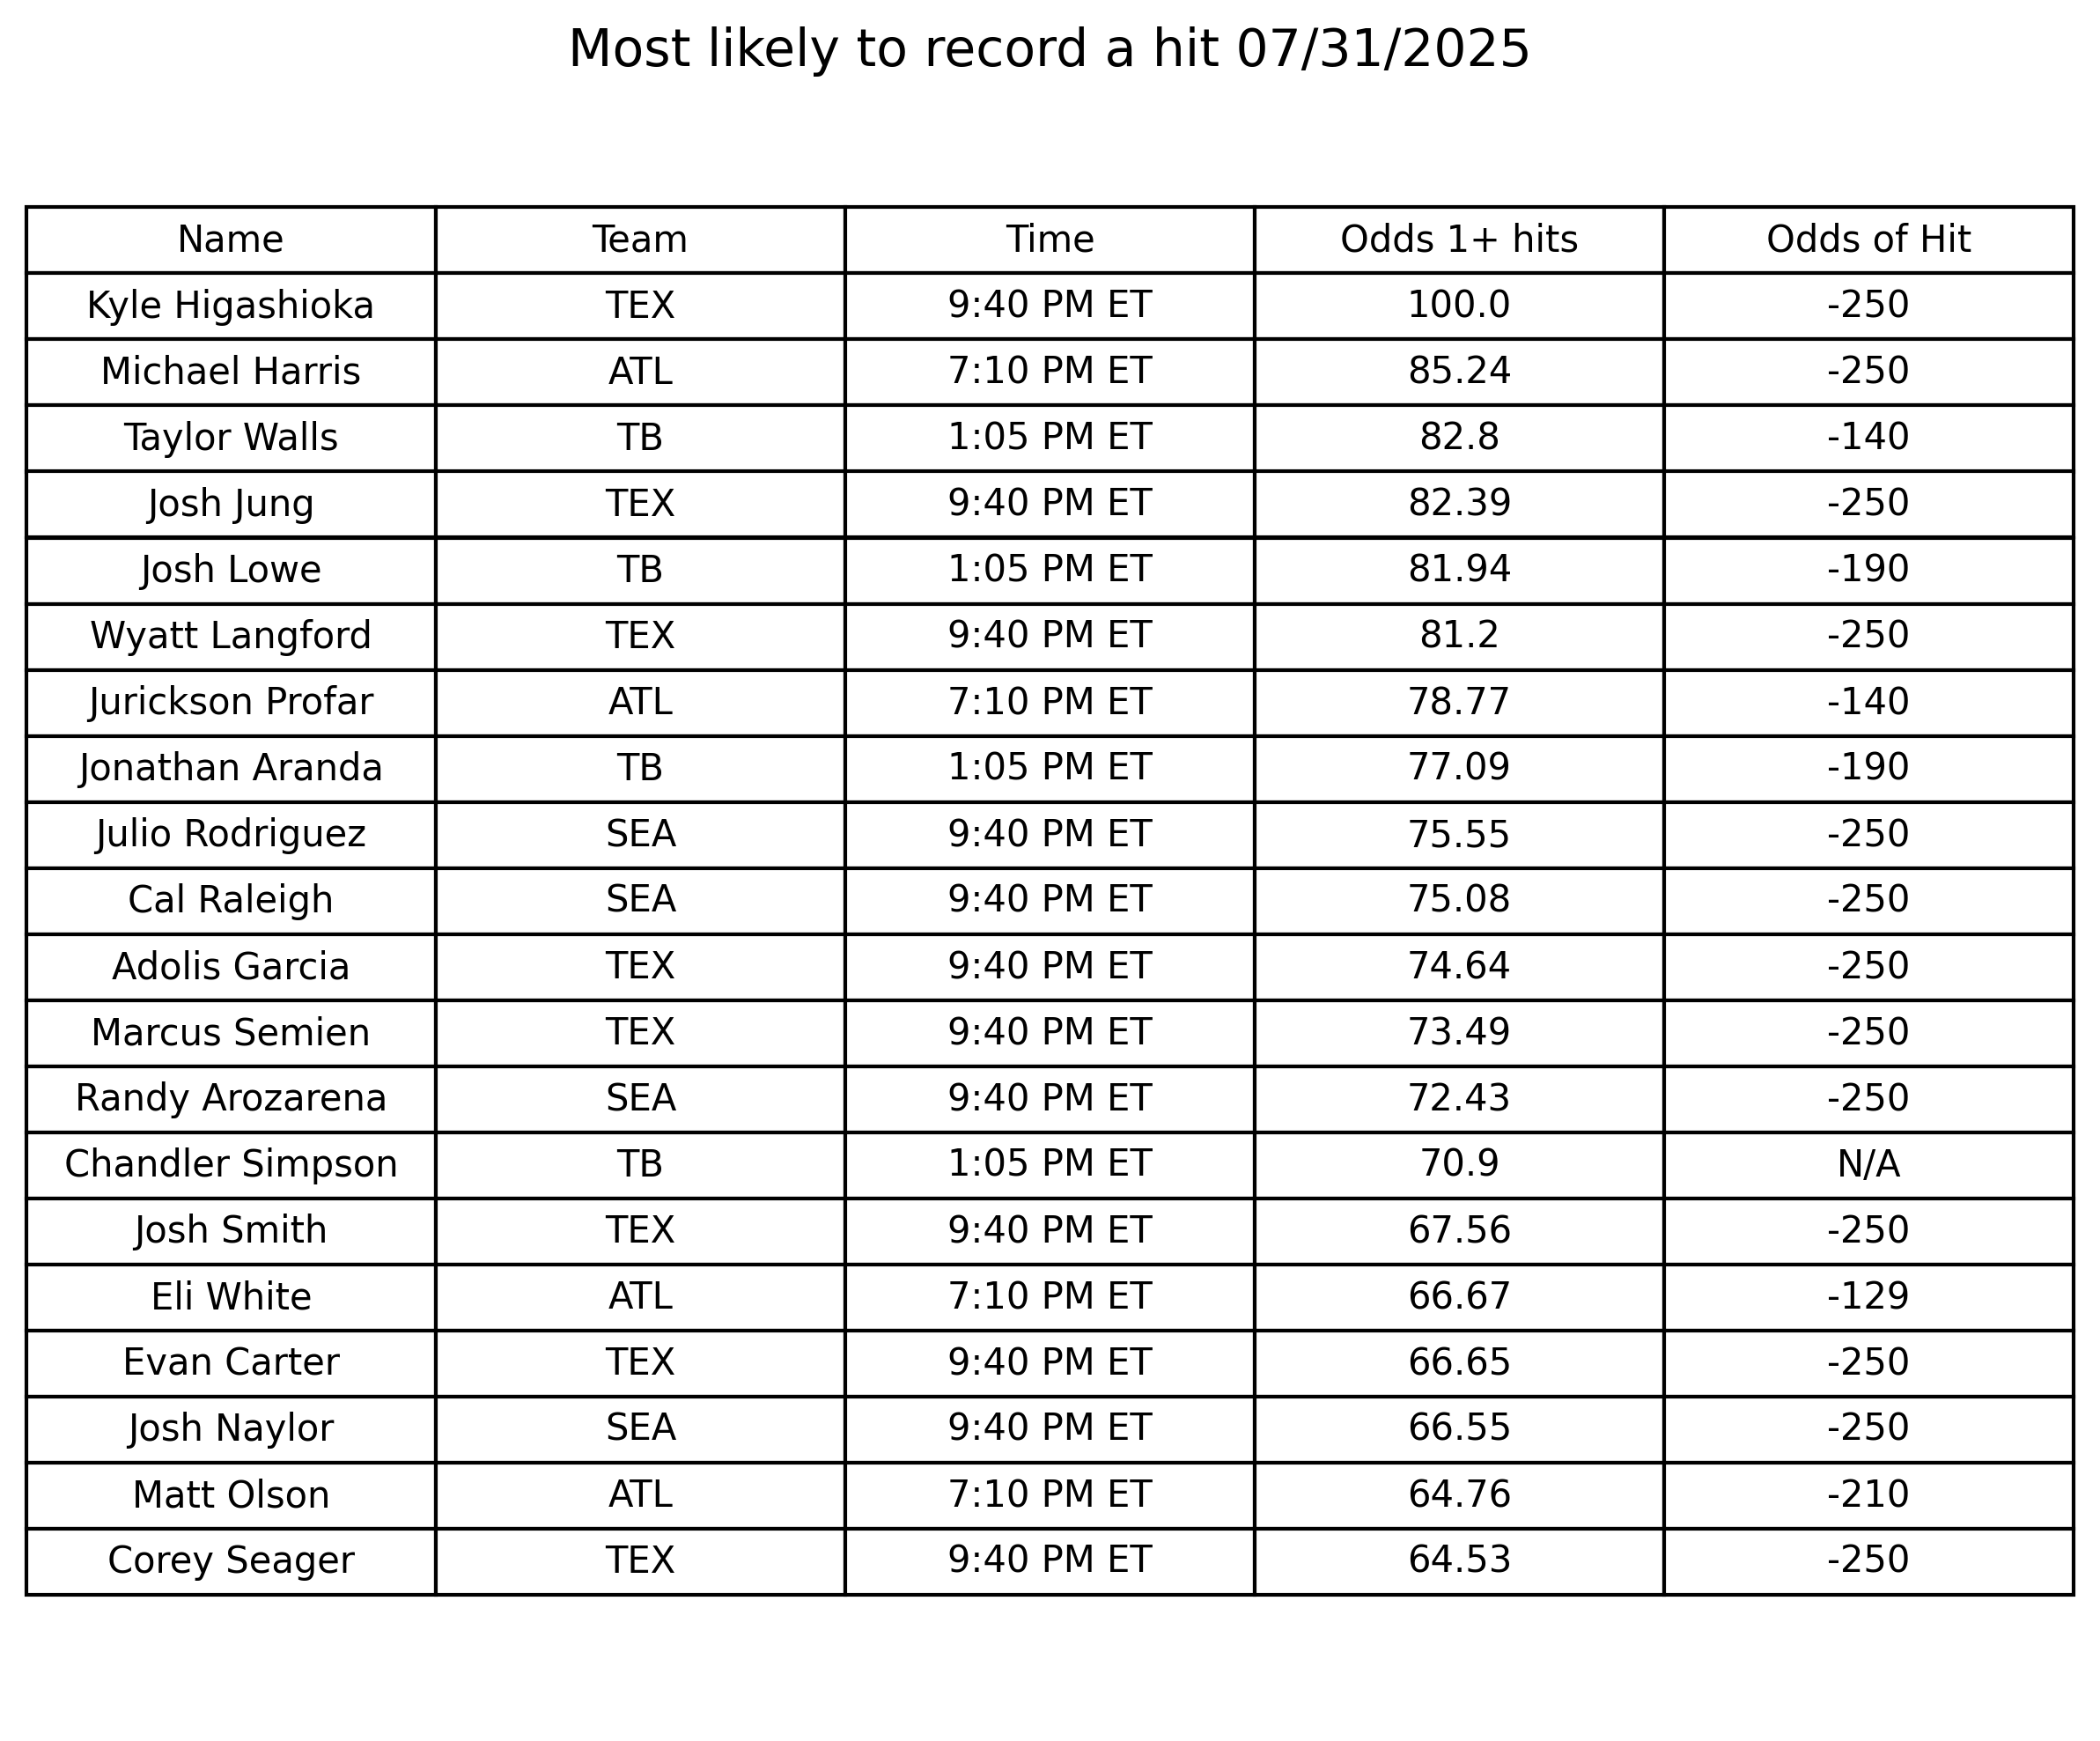 Most likely to record a hit 07/31/2025
Name Team Time Odds 1+ hits Odds of Hit
Kyle Higashioka TEX 9:40 PM ET 100.0 -250
Michael Harris ATL 7:10 PM ET 85.24 -250
Taylor Walls TB 1:05 PM ET 82.8 -140
Josh Jung TEX 9:40 PM ET 82.39 -250
Josh Lowe TB 1:05 PM ET 81.94 -190
Wyatt Langford TEX 9:40 PM ET 81.2 -250
Jurickson Profar ATL 7:10 PM ET 78.77 -140
Jonathan Aranda TB 1:05 PM ET 77.09 -190
Julio Rodriguez SEA 9:40 PM ET 75.55 -250
Cal Raleigh SEA 9:40 PM ET 75.08 -250
Adolis Garcia TEX 9:40 PM ET 74.64 -250
Marcus Semien TEX 9:40 PM ET 73.49 -250
Randy Arozarena SEA 9:40 PM ET 72.43 -250
Chandler Simpson TB 1:05 PM ET 70.9 N/A
Josh Smith TEX 9:40 PM ET 67.56 -250
Eli White ATL 7:10 PM ET 66.67 -129
Evan Carter TEX 9:40 PM ET 66.65 -250
Josh Naylor SEA 9:40 PM ET 66.55 -250
Matt Olson ATL 7:10 PM ET 64.76 -210
Corey Seager TEX 9:40 PM ET 64.53 -250